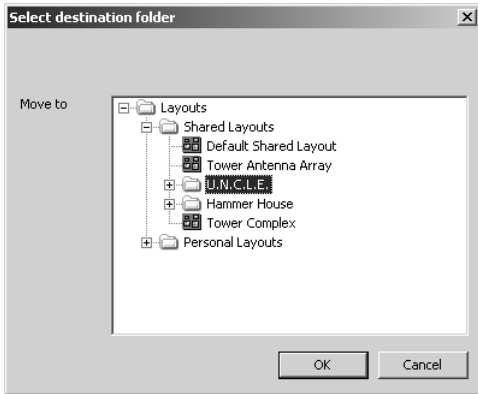 Select destination folder
Move to
Layouts
Shared Layouts
Default Shared Layout
Tower Antenna Array
U.N.C.L.E.
Hammer House
Tower Complex
Personal Layouts
OK Cancel